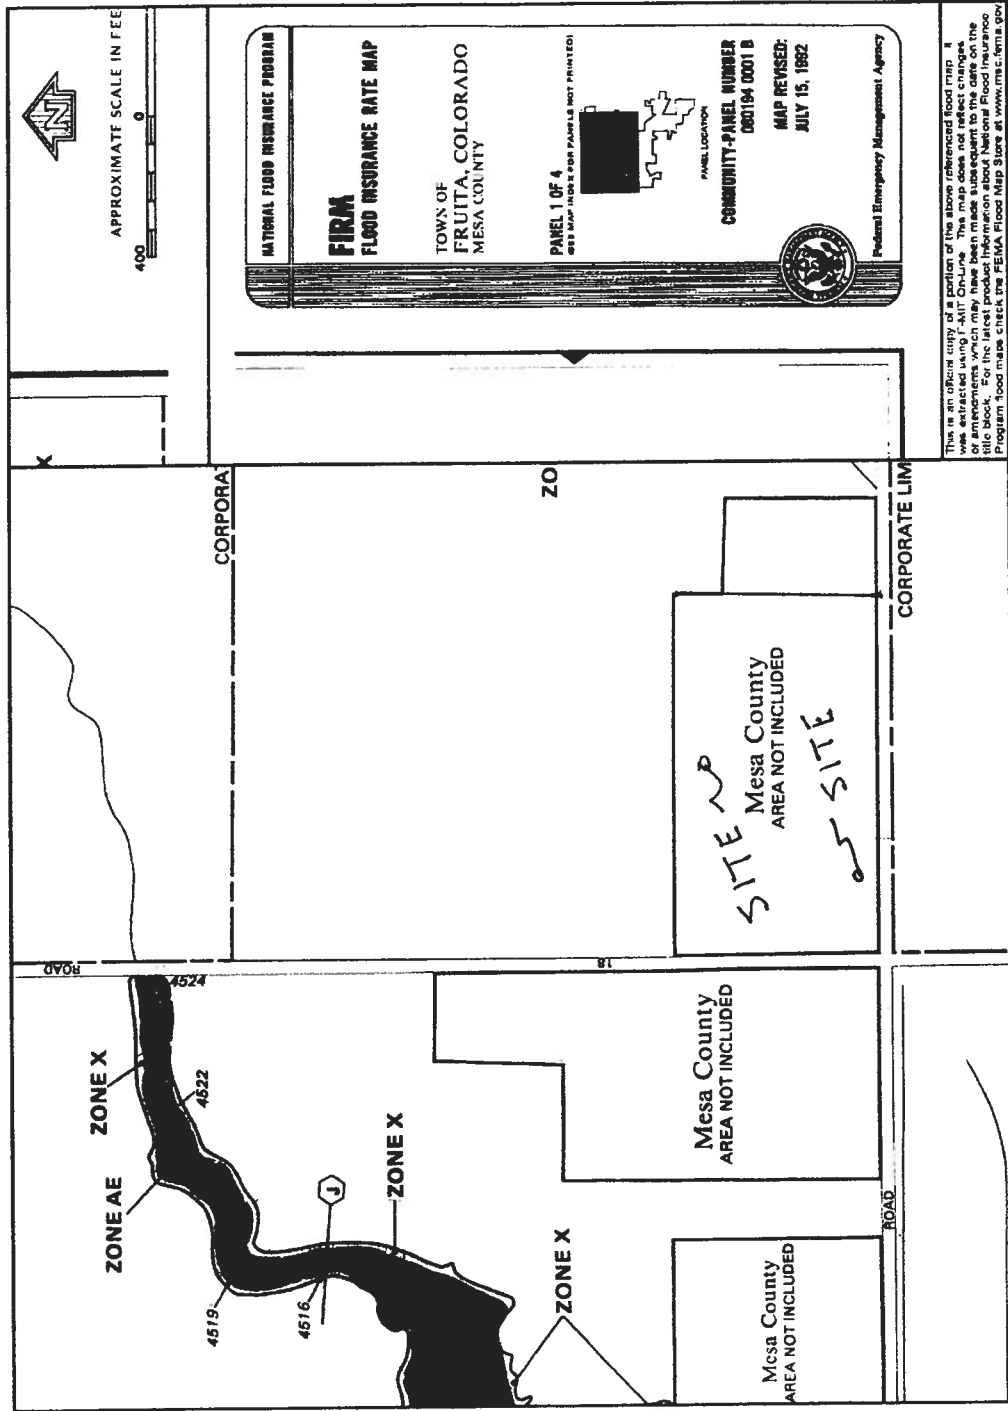 APPROXIMATE SCALE IN FEE
400
0
N
NATIONAL FLOOD INSURANCE PROGRAM
FIRM
FLOOD INSURANCE RATE MAP
TOWN OF
FRUITA, COLORADO
MESA COUNTY
PANEL 1 OF 4
(SEE MAP INDEX FOR PANELS NOT PRINTED)
PANEL LOCATION
COMMUNITY-PANEL NUMBER
080194 0001 B
MAP REVISED:
JULY 15, 1992
Federal Emergency Management Agency
This is an official copy of a portion of the above referenced flood map. It
was extracted using F-MIT On-Line. This map does not reflect changes
or amendments which may have been made subsequent to the date on the
title block. For the latest product information about National Flood Insurance
Program flood maps check the FEMA Flood Map Store at www.msc.fema.gov
X
CORPORA
ZO
CORPORATE LIM
SITE
Mesa County
AREA NOT INCLUDED
SITE
ROAD
18
ZONE X
ZONE AE
4524
4522
4519
4516
J
ZONE X
ZONE X
Mesa County
AREA NOT INCLUDED
Mesa County
AREA NOT INCLUDED
ROAD